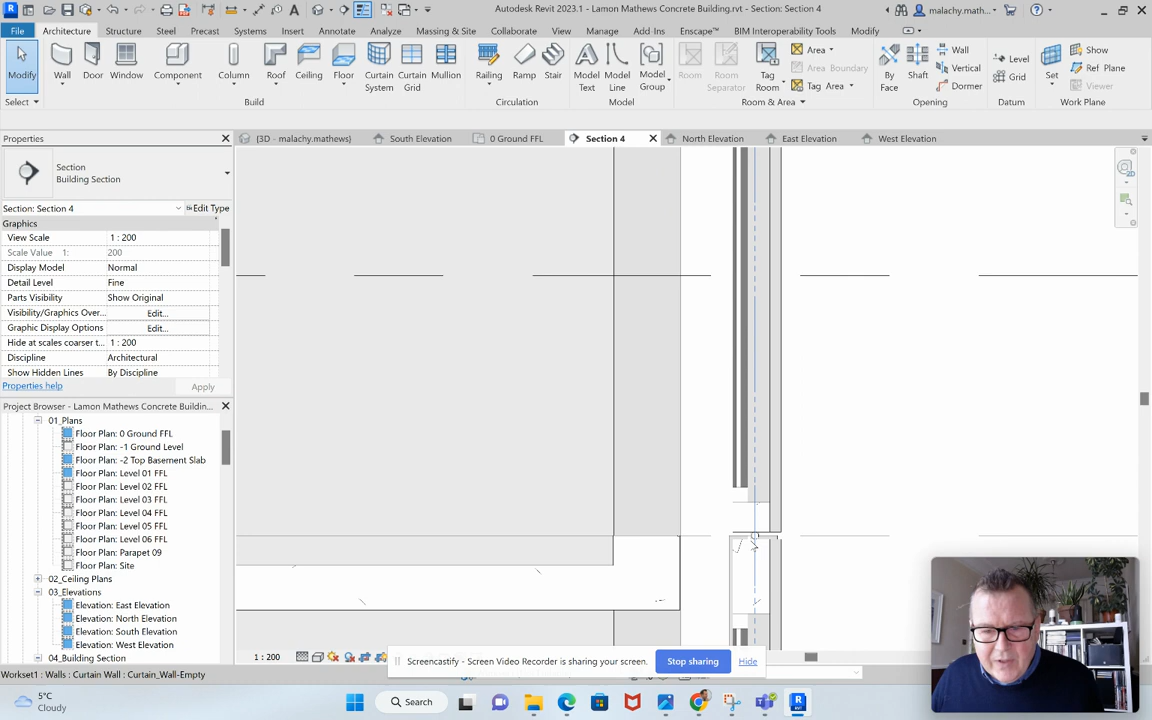 Autodesk Revit 2023.1 - Lamon Mathews Concrete Building.rvt - Section: Section 4
malachy.math...
File Architecture Structure Steel Precast Systems Insert Annotate Analyze Massing & Site Collaborate View Manage Add-Ins Enscape™ BIM Interoperability Tools Modify
Modify Wall Door Window Component Column Roof Ceiling Floor Curtain System Curtain Grid Mullion Railing Ramp Stair Model Text Model Line Model Group Room Room Separator Tag Room Area Area Boundary Tag Area By Face Shaft Wall Vertical Dormer Level Grid Set Show Ref Plane Viewer
Select Build Circulation Model Room & Area Opening Datum Work Plane
Properties
(3D - malachy.mathews) South Elevation 0 Ground FFL Section 4 North Elevation East Elevation West Elevation
Section
Building Section
Section: Section 4 Edit Type
Graphics
View Scale 1 : 200
Scale Value 1: 200
Display Model Normal
Detail Level Fine
Parts Visibility Show Original
Visibility/Graphics Over... Edit...
Graphic Display Options Edit...
Hide at scales coarser t... 1 : 200
Discipline Architectural
Show Hidden Lines By Discipline
Properties help Apply
Project Browser - Lamon Mathews Concrete Buildin...
01_Plans
Floor Plan: 0 Ground FFL
Floor Plan: -1 Ground Level
Floor Plan: -2 Top Basement Slab
Floor Plan: Level 01 FFL
Floor Plan: Level 02 FFL
Floor Plan: Level 03 FFL
Floor Plan: Level 04 FFL
Floor Plan: Level 05 FFL
Floor Plan: Level 06 FFL
Floor Plan: Parapet 09
Floor Plan: Site
02_Ceiling Plans
03_Elevations
Elevation: East Elevation
Elevation: North Elevation
Elevation: South Elevation
Elevation: West Elevation
04_Building Section
1 : 200
Screencastify - Screen Video Recorder is sharing your screen. Stop sharing Hide
Workset1 : Walls : Curtain Wall : Curtain_Wall-Empty
5°C
Cloudy
Search